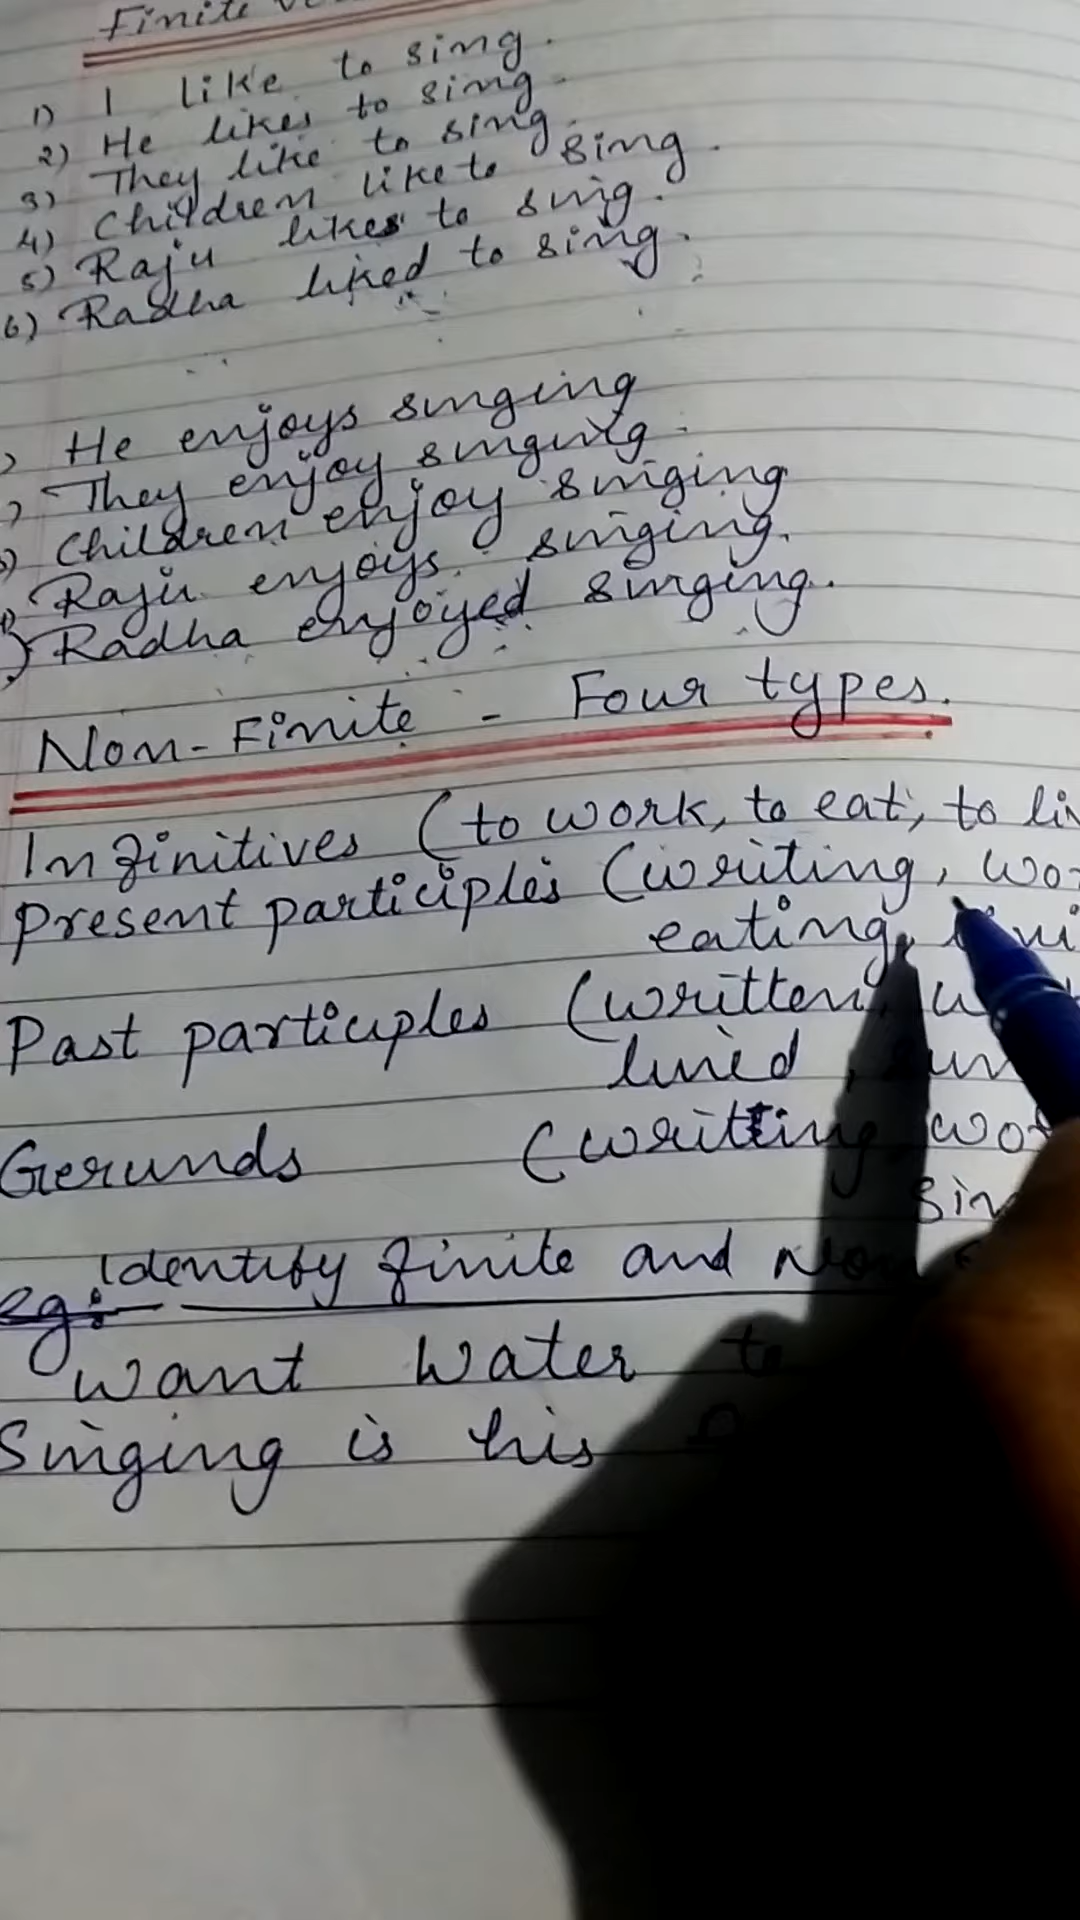 Finite
1) I like to sing.
2) He likes to sing.
3) They like to sing.
4) Children like to sing.
5) Raju likes to sing.
6) Radha liked to sing.
He enjoys singing
They enjoy singing.
Children enjoy singing
Raju enjoys singing.
Radha enjoyed singing.
Non-Finite - Four types.
Infinitives (to work, to eat, to
Present participles (writing,
eating,
Past participles (written,
lived,
Gerunds (writting
eg: Identify finite and
want water to
Singing is his